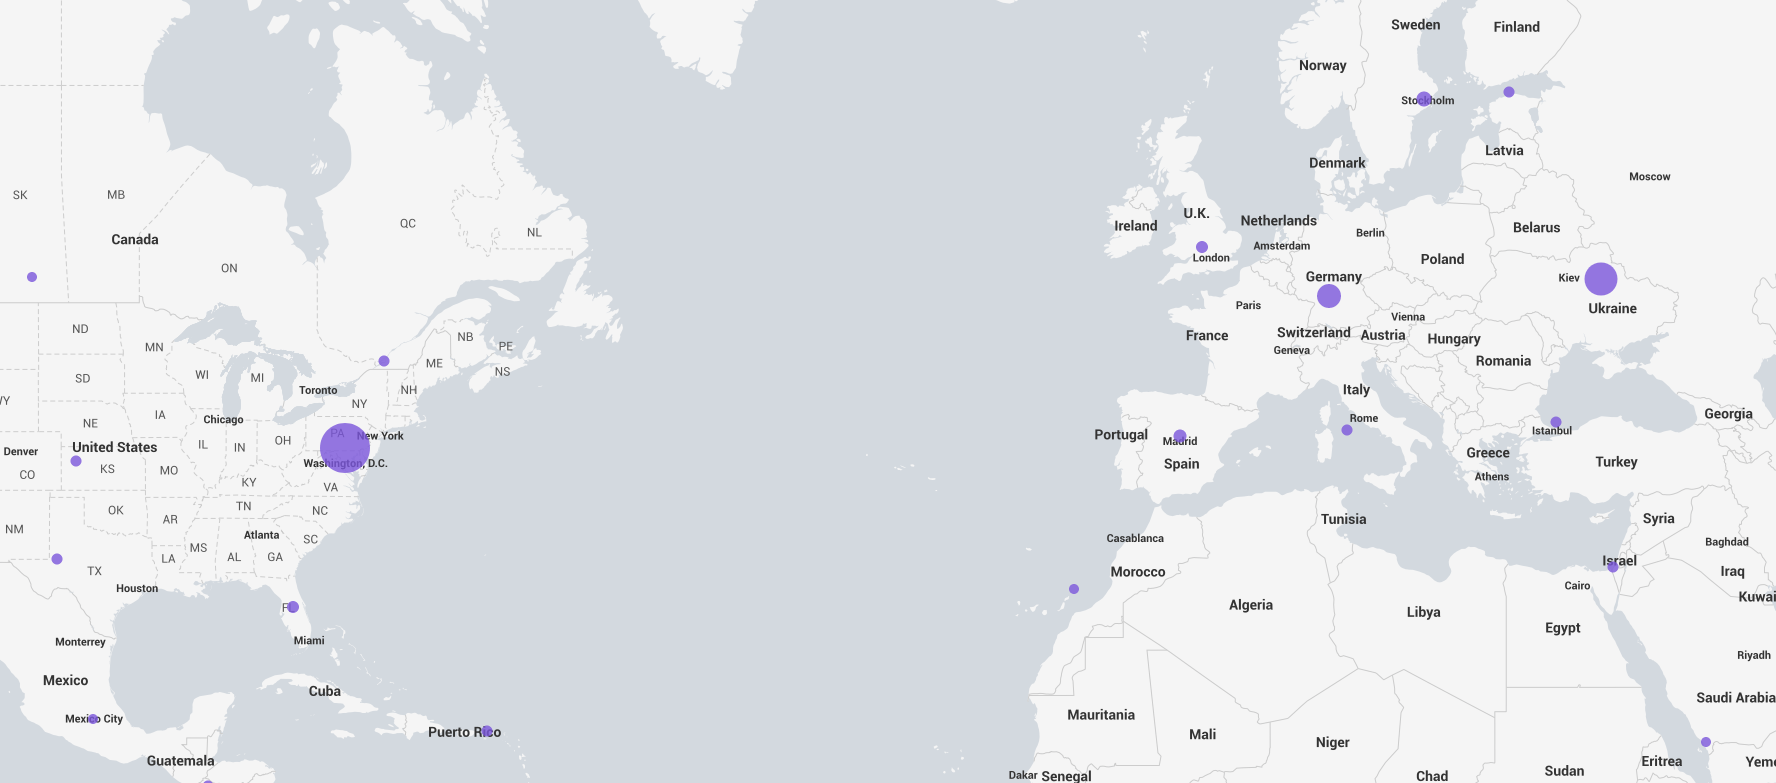 Sweden
Finland
Norway
Stockholm
Latvia
Denmark
Moscow
SK
MB
QC
NL
Canada
ON
U.K.
Netherlands
Ireland
Berlin
Belarus
Amsterdam
London
Poland
Germany
Kiev
Paris
Ukraine
Vienna
ND
MN
NB
PE
France
Switzerland
Austria
Hungary
Geneva
Romania
WI
MI
ME
NS
SD
Toronto
NH
Italy
WY
NY
IA
Chicago
NE
Rome
Georgia
PA
New York
Portugal
Madrid
Istanbul
OH
IL
IN
United States
Denver
Washington, D.C.
Spain
Greece
Turkey
CO
KS
MO
Athens
KY
VA
TN
NC
OK
AR
Tunisia
Syria
NM
Atlanta
SC
Casablanca
Baghdad
MS
AL
GA
LA
Israel
TX
Morocco
Iraq
Houston
Cairo
Kuwai
FL
Algeria
Libya
Miami
Egypt
Monterrey
Riyadh
Mexico
Cuba
Saudi Arabia
Mexico City
Mauritania
Puerto Rico
Mali
Niger
Guatemala
Eritrea
Yeme
Dakar
Senegal
Chad
Sudan